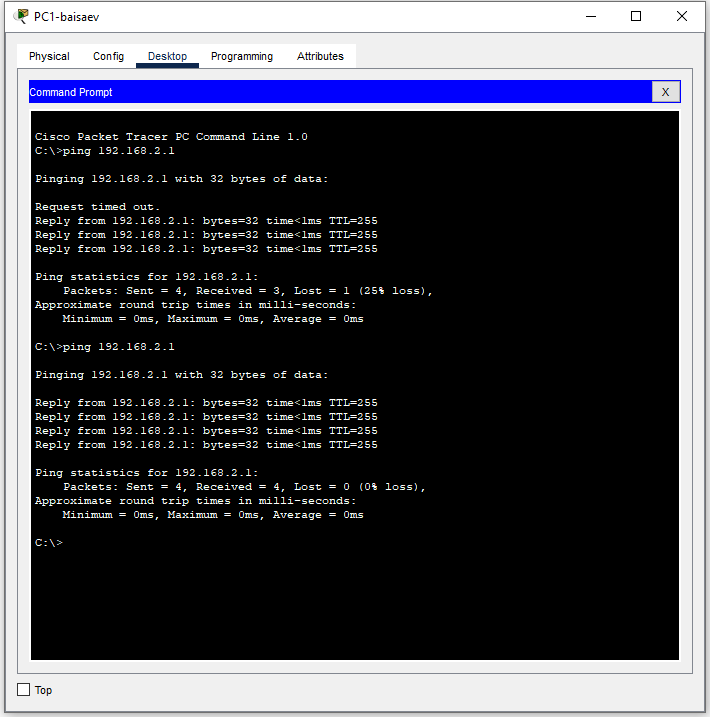 PC1-baisaev
Physical Config Desktop Programming Attributes
Command Prompt
X
Cisco Packet Tracer PC Command Line 1.0
C:\>ping 192.168.2.1
Pinging 192.168.2.1 with 32 bytes of data:
Request timed out.
Reply from 192.168.2.1: bytes=32 time<1ms TTL=255
Reply from 192.168.2.1: bytes=32 time<1ms TTL=255
Reply from 192.168.2.1: bytes=32 time<1ms TTL=255
Ping statistics for 192.168.2.1:
    Packets: Sent = 4, Received = 3, Lost = 1 (25% loss),
Approximate round trip times in milli-seconds:
    Minimum = 0ms, Maximum = 0ms, Average = 0ms
C:\>ping 192.168.2.1
Pinging 192.168.2.1 with 32 bytes of data:
Reply from 192.168.2.1: bytes=32 time<1ms TTL=255
Reply from 192.168.2.1: bytes=32 time<1ms TTL=255
Reply from 192.168.2.1: bytes=32 time<1ms TTL=255
Reply from 192.168.2.1: bytes=32 time<1ms TTL=255
Ping statistics for 192.168.2.1:
    Packets: Sent = 4, Received = 4, Lost = 0 (0% loss),
Approximate round trip times in milli-seconds:
    Minimum = 0ms, Maximum = 0ms, Average = 0ms
C:\>
Top